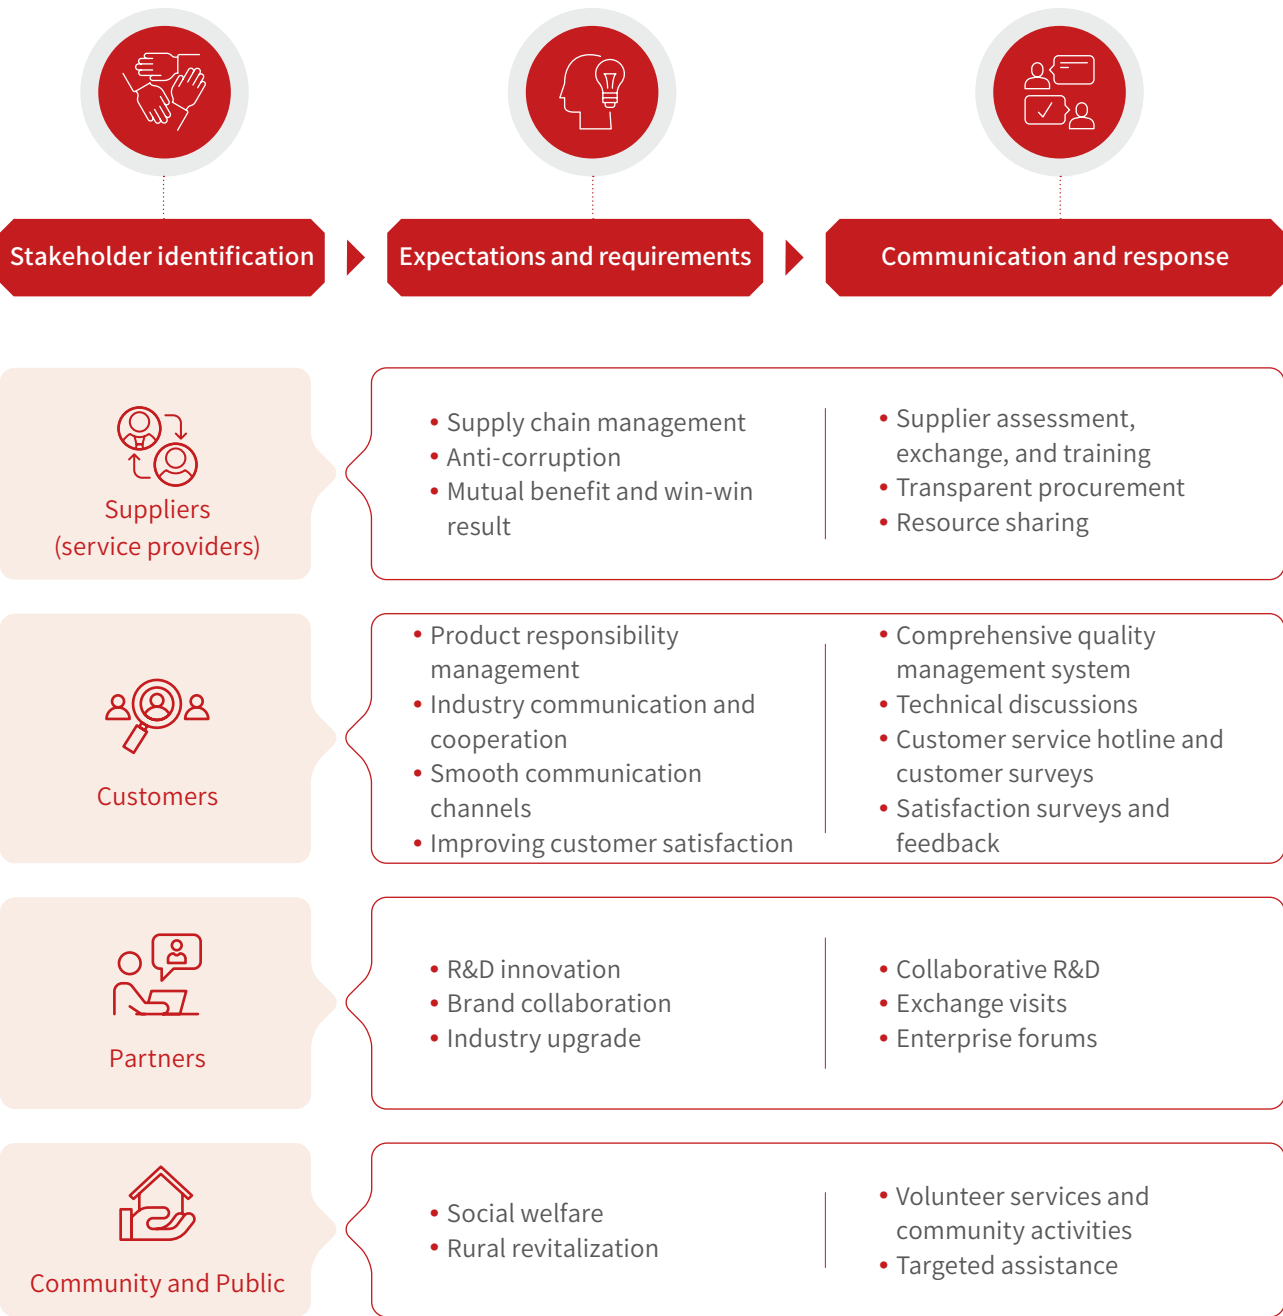 Stakeholder identification
Expectations and requirements
Communication and response
Suppliers
(service providers)
• Supply chain management
• Anti-corruption
• Mutual benefit and win-win
result
• Supplier assessment,
exchange, and training
• Transparent procurement
• Resource sharing
Customers
• Product responsibility
management
• Industry communication and
cooperation
• Smooth communication
channels
• Improving customer satisfaction
• Comprehensive quality
management system
• Technical discussions
• Customer service hotline and
customer surveys
• Satisfaction surveys and
feedback
Partners
• R&D innovation
• Brand collaboration
• Industry upgrade
• Collaborative R&D
• Exchange visits
• Enterprise forums
Community and Public
• Social welfare
• Rural revitalization
• Volunteer services and
community activities
• Targeted assistance